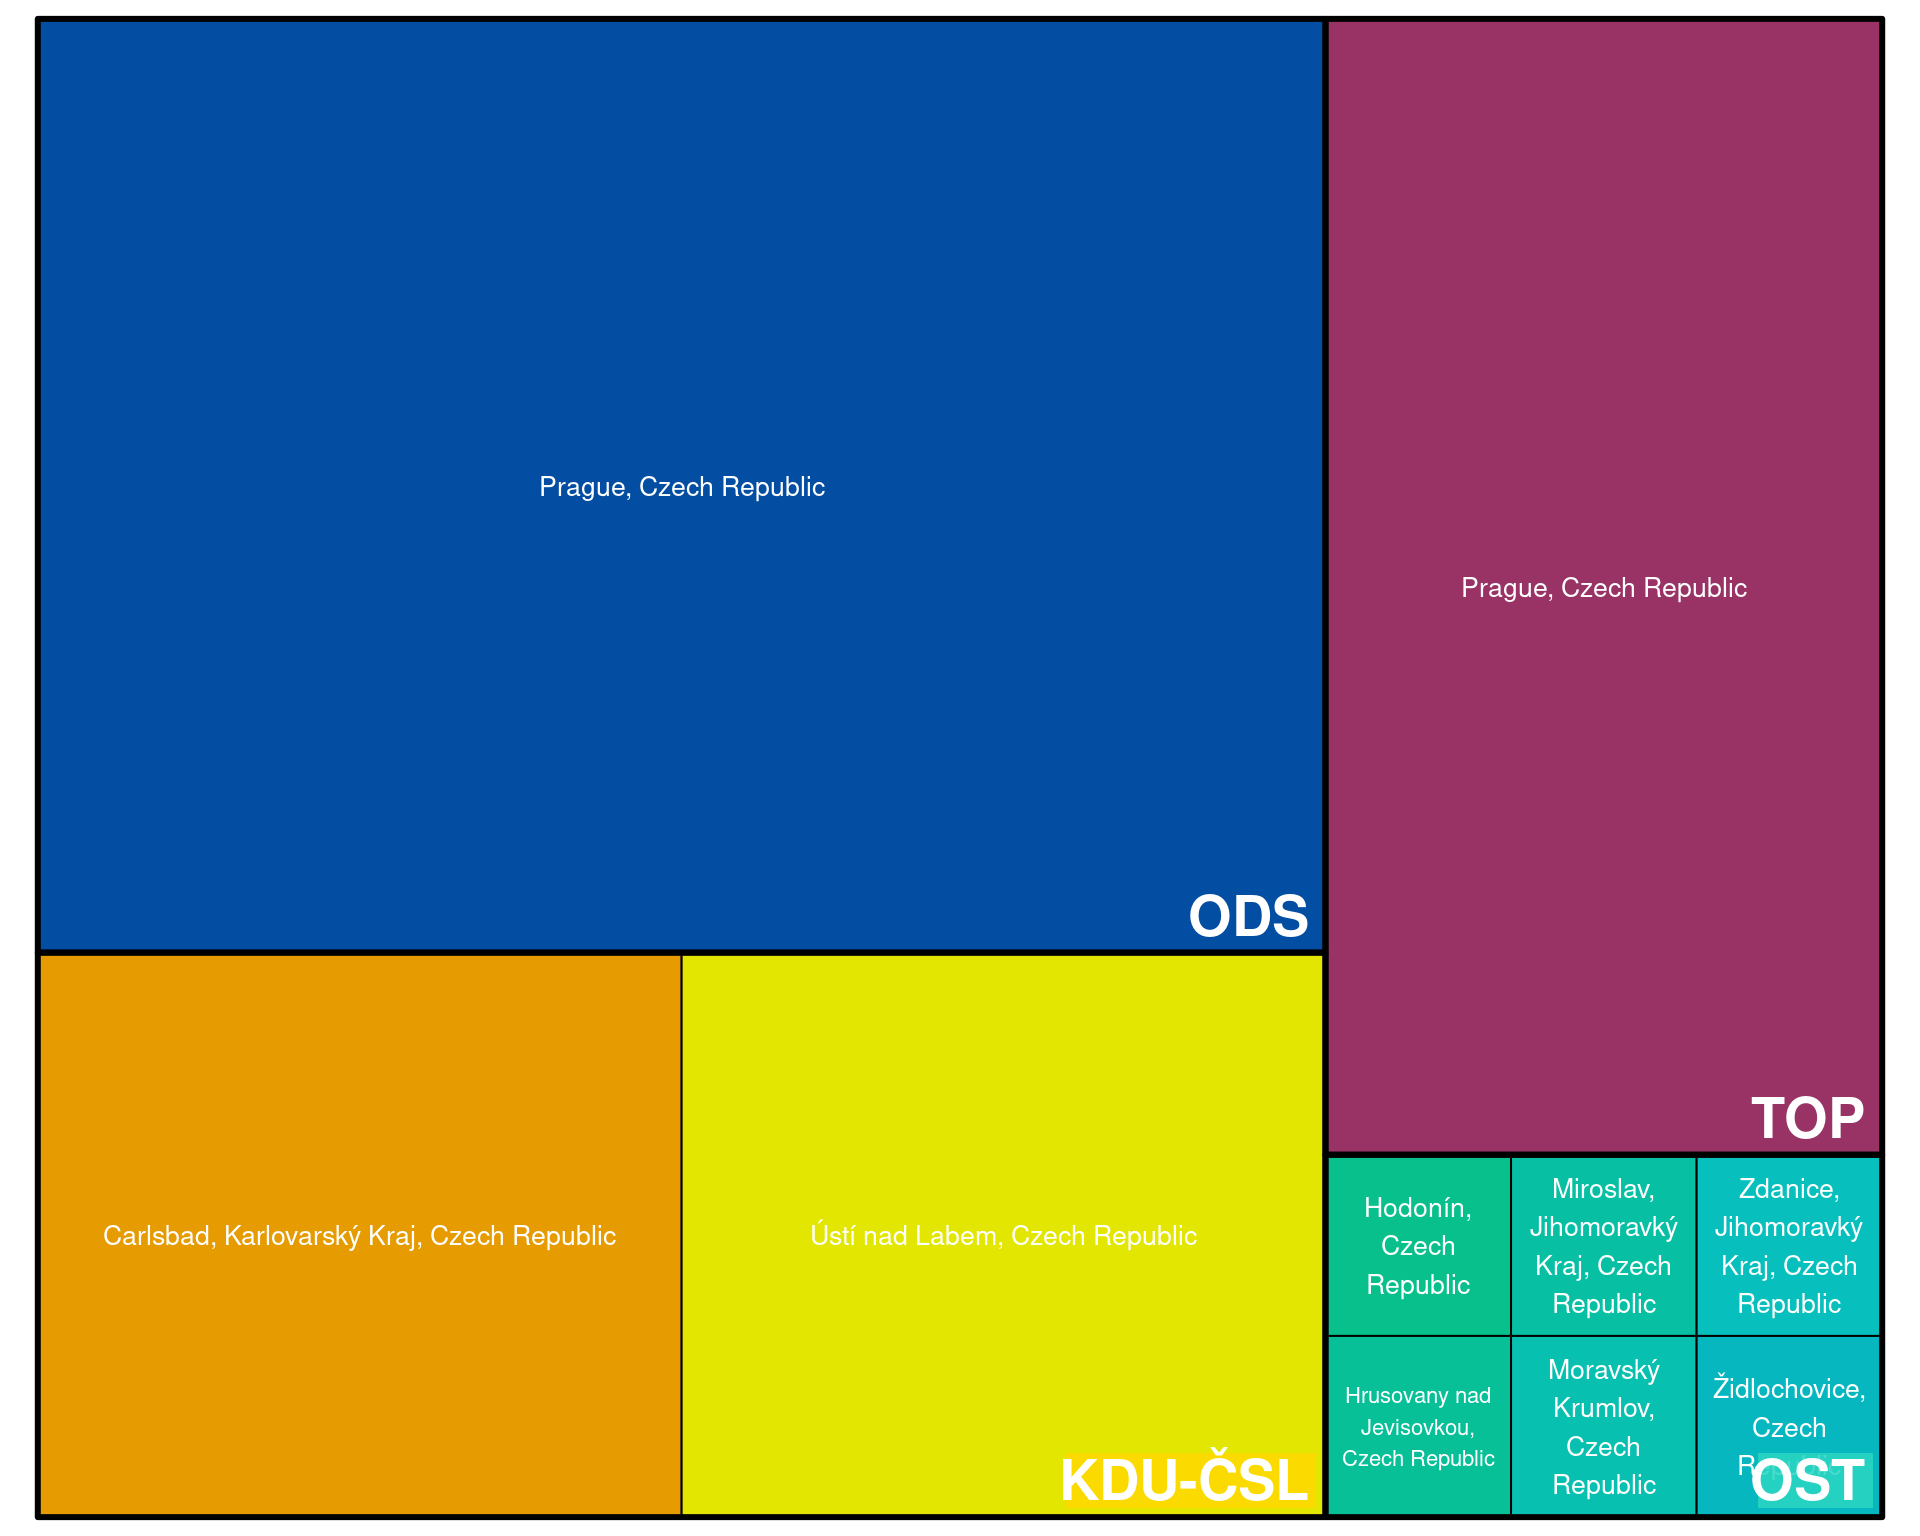 Prague, Czech Republic
ODS
Prague, Czech Republic
TOP
Carlsbad, Karlovarský Kraj, Czech Republic
Ústí nad Labem, Czech Republic
KDU-ČSL
Hodonín,
Czech
Republic
Miroslav,
Jihomoravký
Kraj, Czech
Republic
Zdanice,
Jihomoravký
Kraj, Czech
Republic
Hrusovany nad
Jevisovkou,
Czech Republic
Moravský
Krumlov,
Czech
Republic
Židlochovice,
Czech
Republic
OST